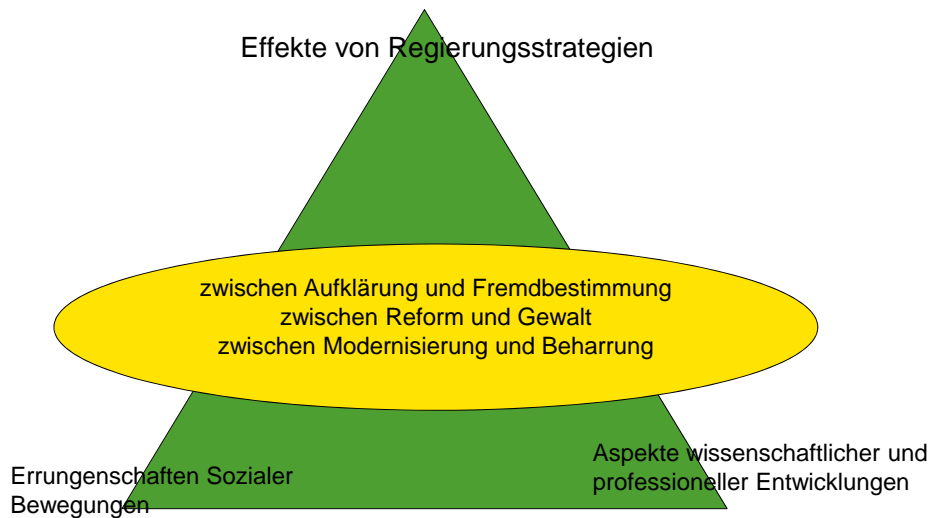 Effekte von Regierungsstrategien
zwischen Aufklärung und Fremdbestimmung
zwischen Reform und Gewalt
zwischen Modernisierung und Beharrung
Errungenschaften Sozialer
Bewegungen
Aspekte wissenschaftlicher und
professioneller Entwicklungen